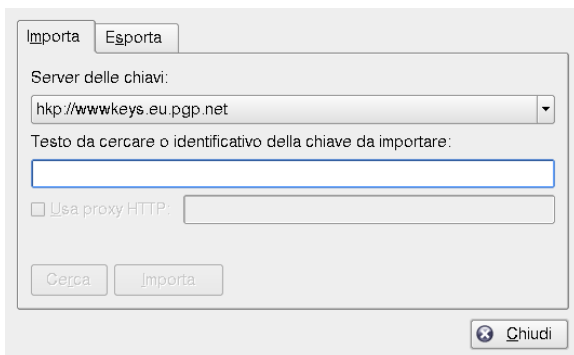 Importa Esporta
Server delle chiavi:
hkp://wwwkeys.eu.pgp.net
Testo da cercare o identificativo della chiave da importare:
Usa proxy HTTP:
Cerca Importa
Chiudi